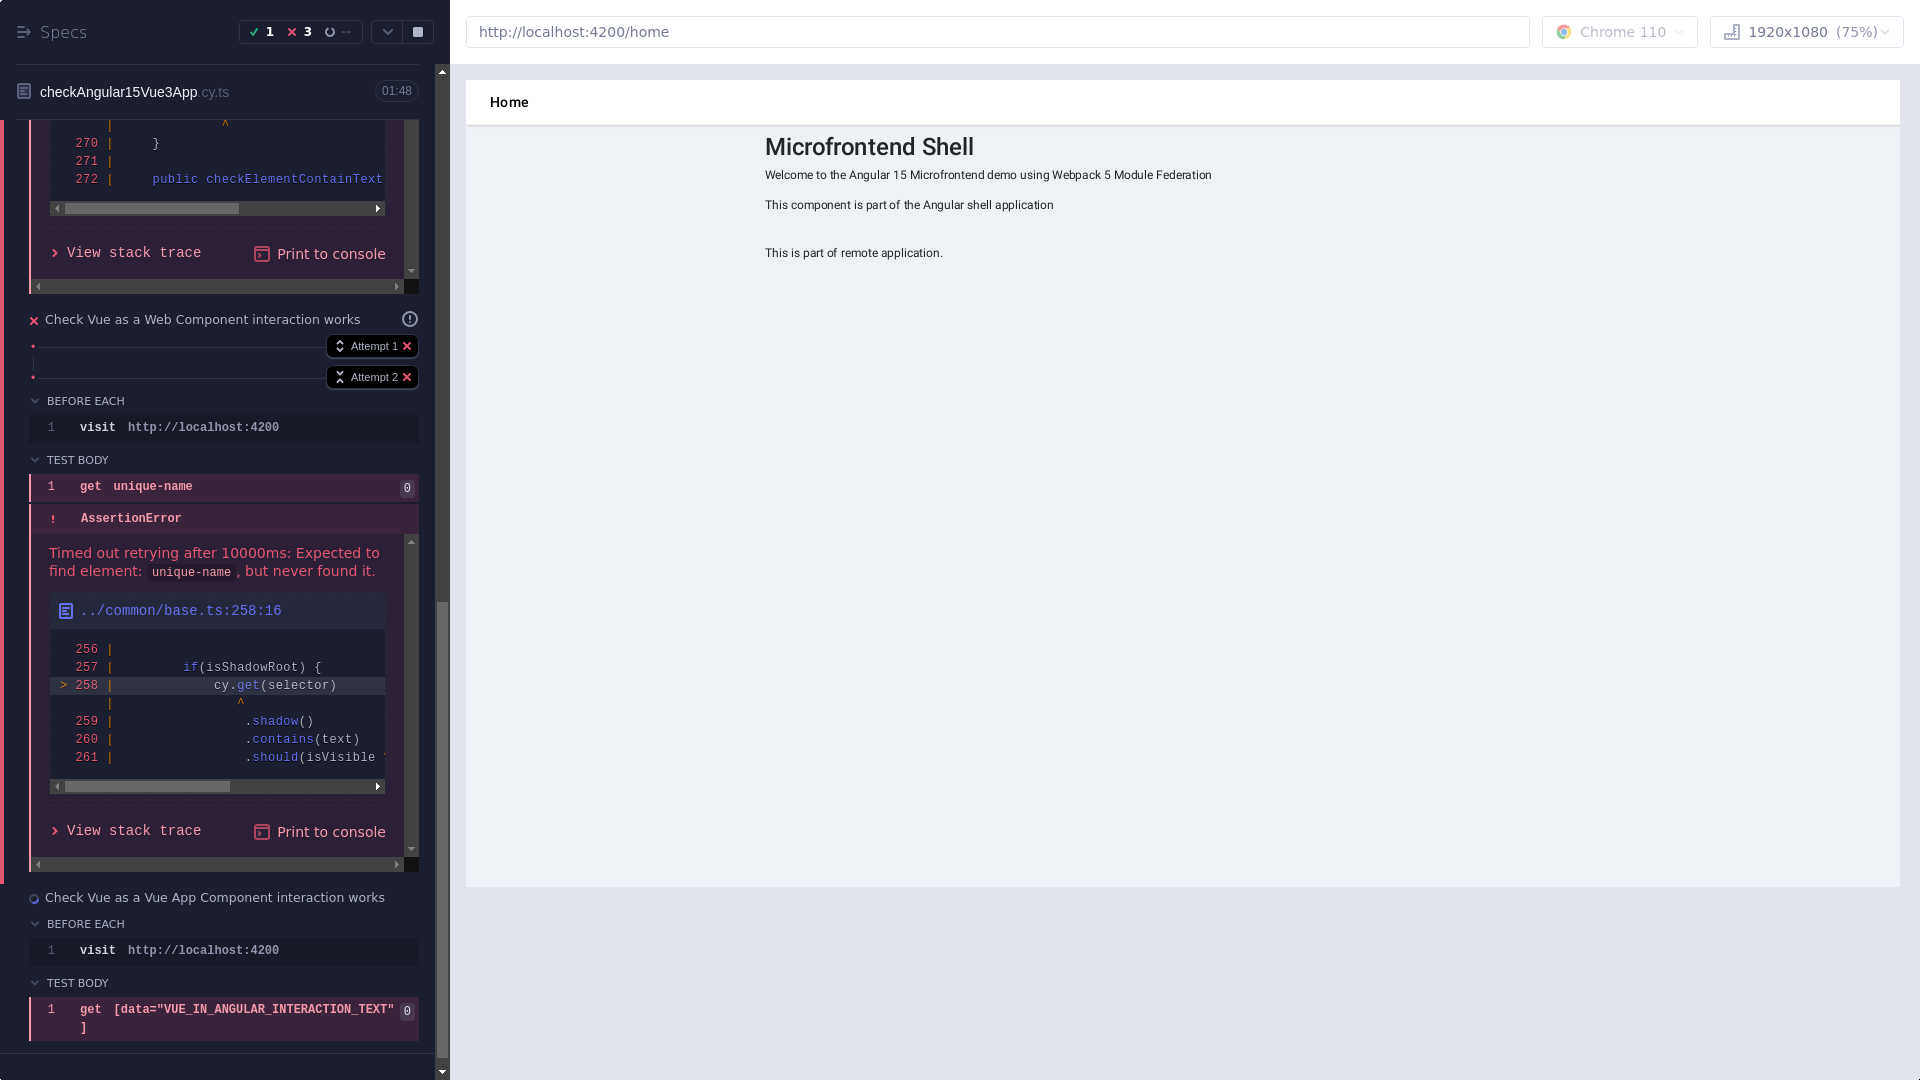 Specs
1
3
--
checkAngular15Vue3App.cy.ts
01:48
| ^
270 | }
271 |
272 | public checkElementContainText
View stack trace
Print to console
Check Vue as a Web Component interaction works
Attempt 1
Attempt 2
BEFORE EACH
1 visit http://localhost:4200
TEST BODY
1 get unique-name 0
! AssertionError
Timed out retrying after 10000ms: Expected to
find element: unique-name, but never found it.
../common/base.ts:258:16
256 |
257 | if(isShadowRoot) {
> 258 | cy.get(selector)
| ^
259 | .shadow()
260 | .contains(text)
261 | .should(isVisible
View stack trace
Print to console
Check Vue as a Vue App Component interaction works
BEFORE EACH
1 visit http://localhost:4200
TEST BODY
1 get [data="VUE_IN_ANGULAR_INTERACTION_TEXT" 0
]
http://localhost:4200/home
Chrome 110
1920x1080 (75%)
Home
Microfrontend Shell
Welcome to the Angular 15 Microfrontend demo using Webpack 5 Module Federation
This component is part of the Angular shell application
This is part of remote application.